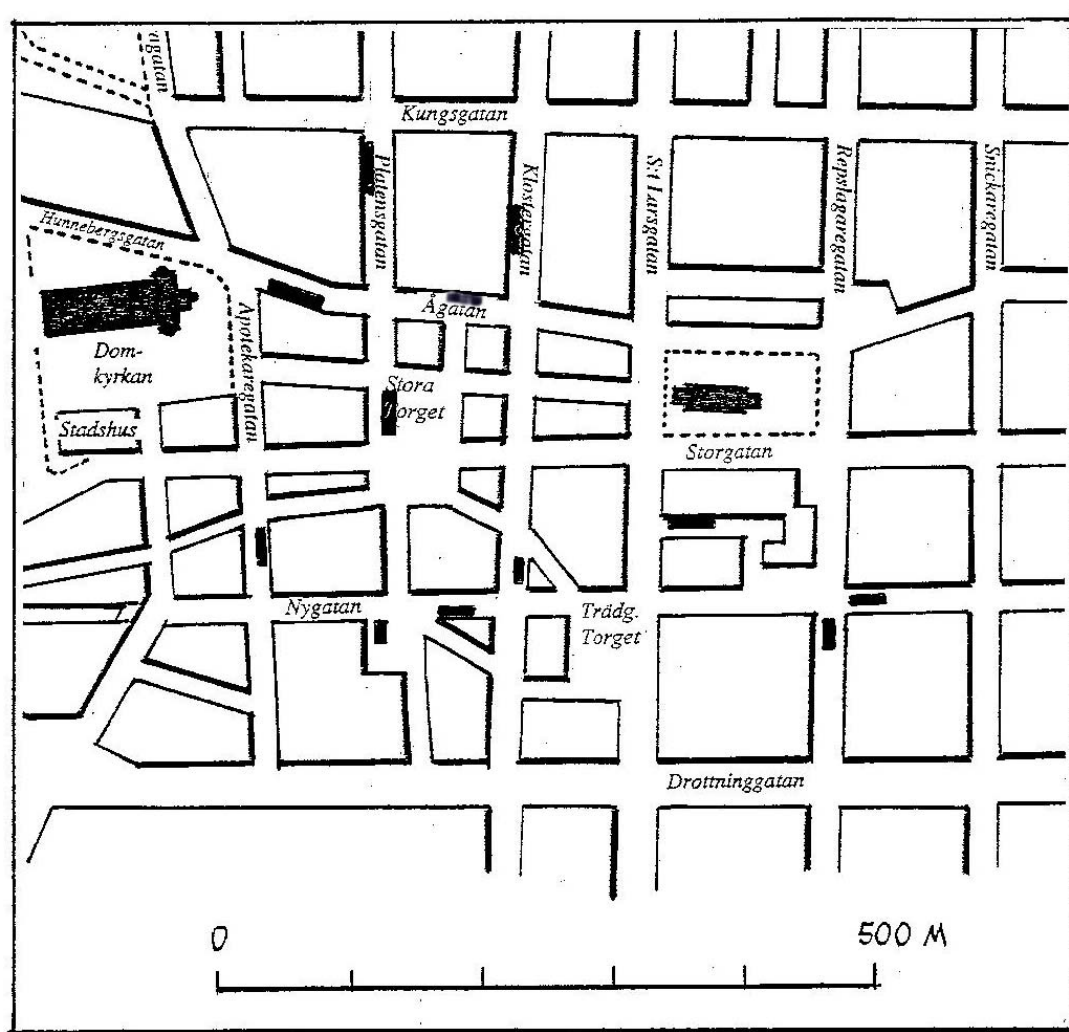 Kungsgatan
Platensgatan
Klostergatan
S:t Larsgatan
Repslagaregatan
Snickaregatan
Hunnebergsgatan
Ågatan
Apotekaregatan
Dom-
kyrkan
Stora
Torget
Stadshus
Storgatan
Nygatan
Trädg.
Torget
Drottninggatan
0
500 M